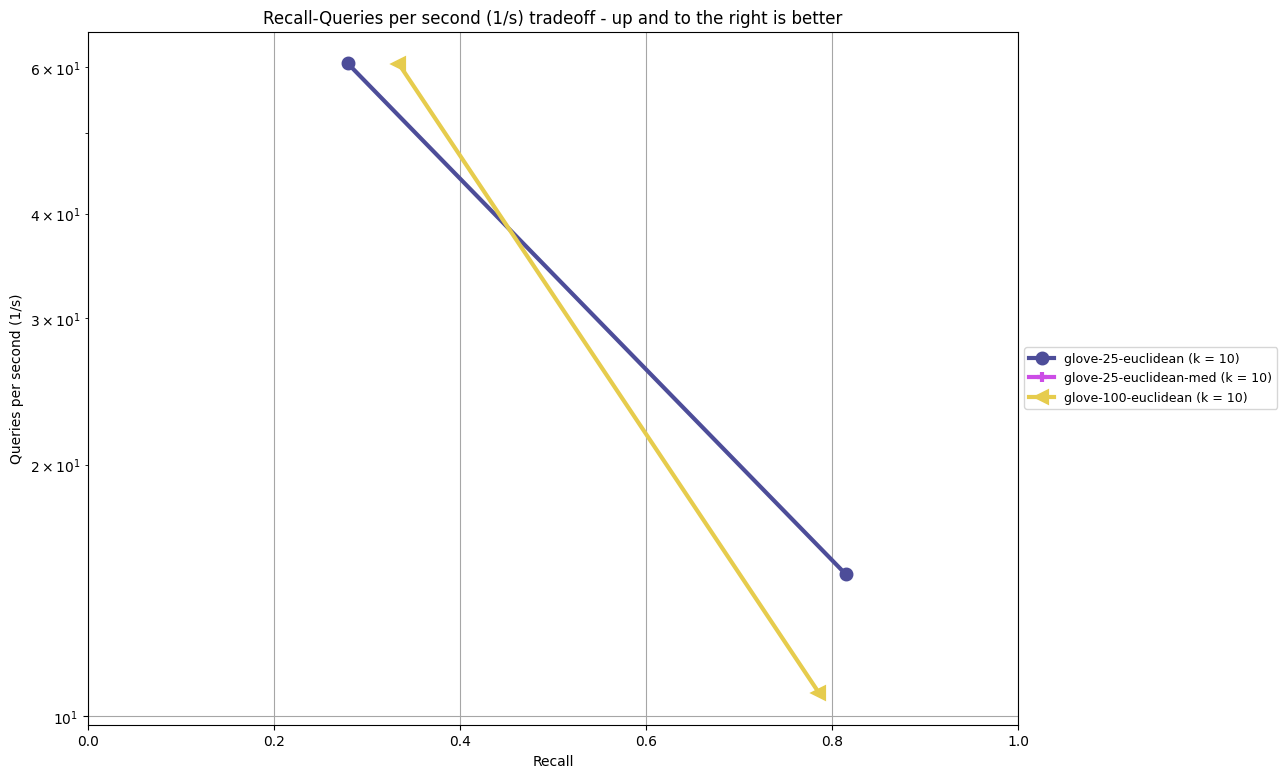 Recall-Queries per second (1/s) tradeoff - up and to the right is better
Queries per second (1/s)
6 × 10¹
4 × 10¹
3 × 10¹
2 × 10¹
10¹
0.0 0.2 0.4 0.6 0.8 1.0
Recall
glove-25-euclidean (k = 10)
glove-25-euclidean-med (k = 10)
glove-100-euclidean (k = 10)